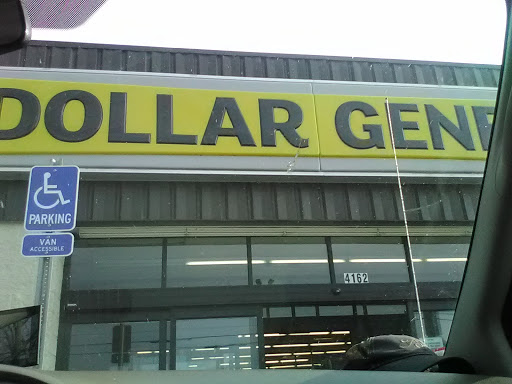 DOLLAR GENE
PARKING
VAN
ACCESSIBLE
4162